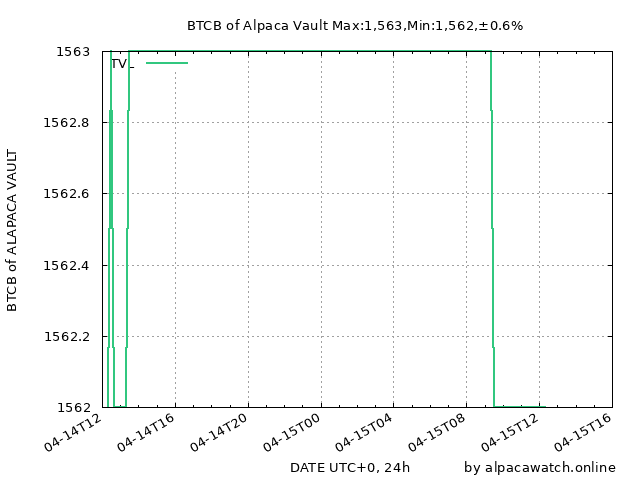 BTCB of Alpaca Vault Max:1,563,Min:1,562,±0.6%
TVL
1563
1562.8
1562.6
1562.4
1562.2
1562
BTCB of ALAPACA VAULT
04-14T12
04-14T16
04-14T20
04-15T00
04-15T04
04-15T08
04-15T12
04-15T16
DATE UTC+0, 24h
by alpacawatch.online